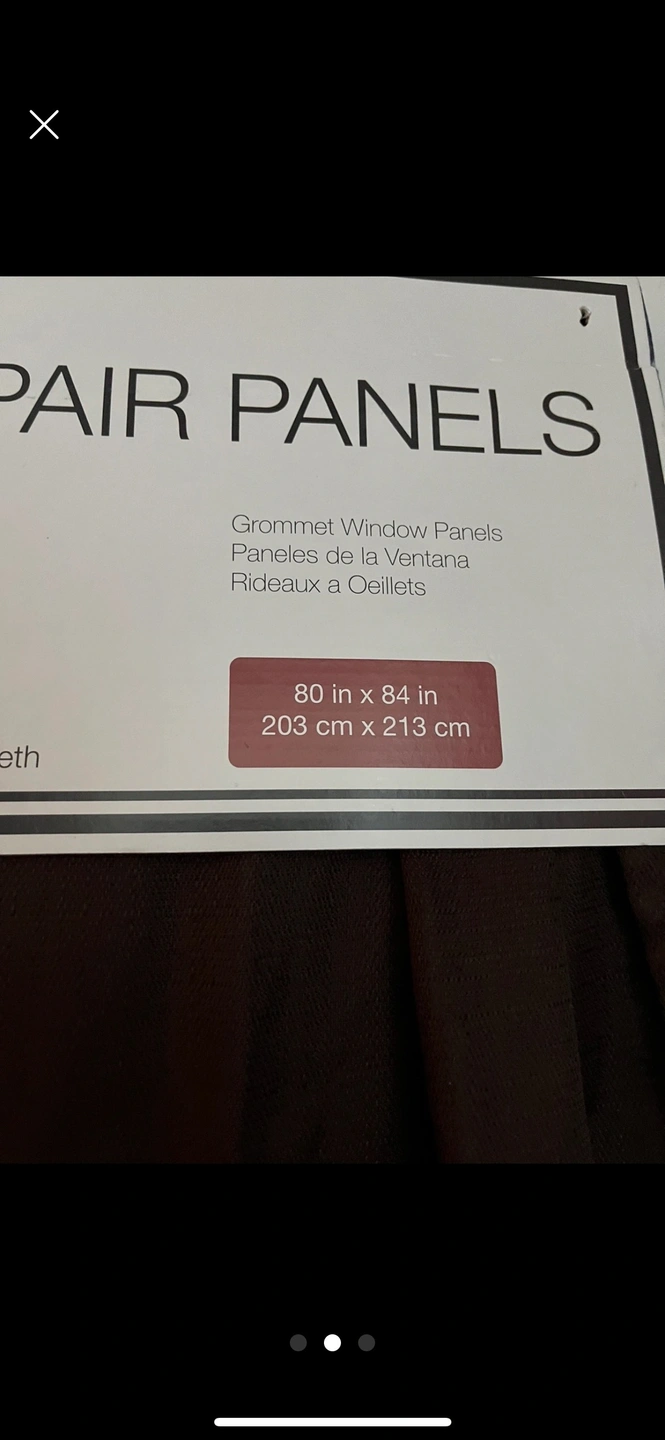 PAIR PANELS
Grommet Window Panels
Paneles de la Ventana
Rideaux a Oeillets
80 in x 84 in
203 cm x 213 cm
eth